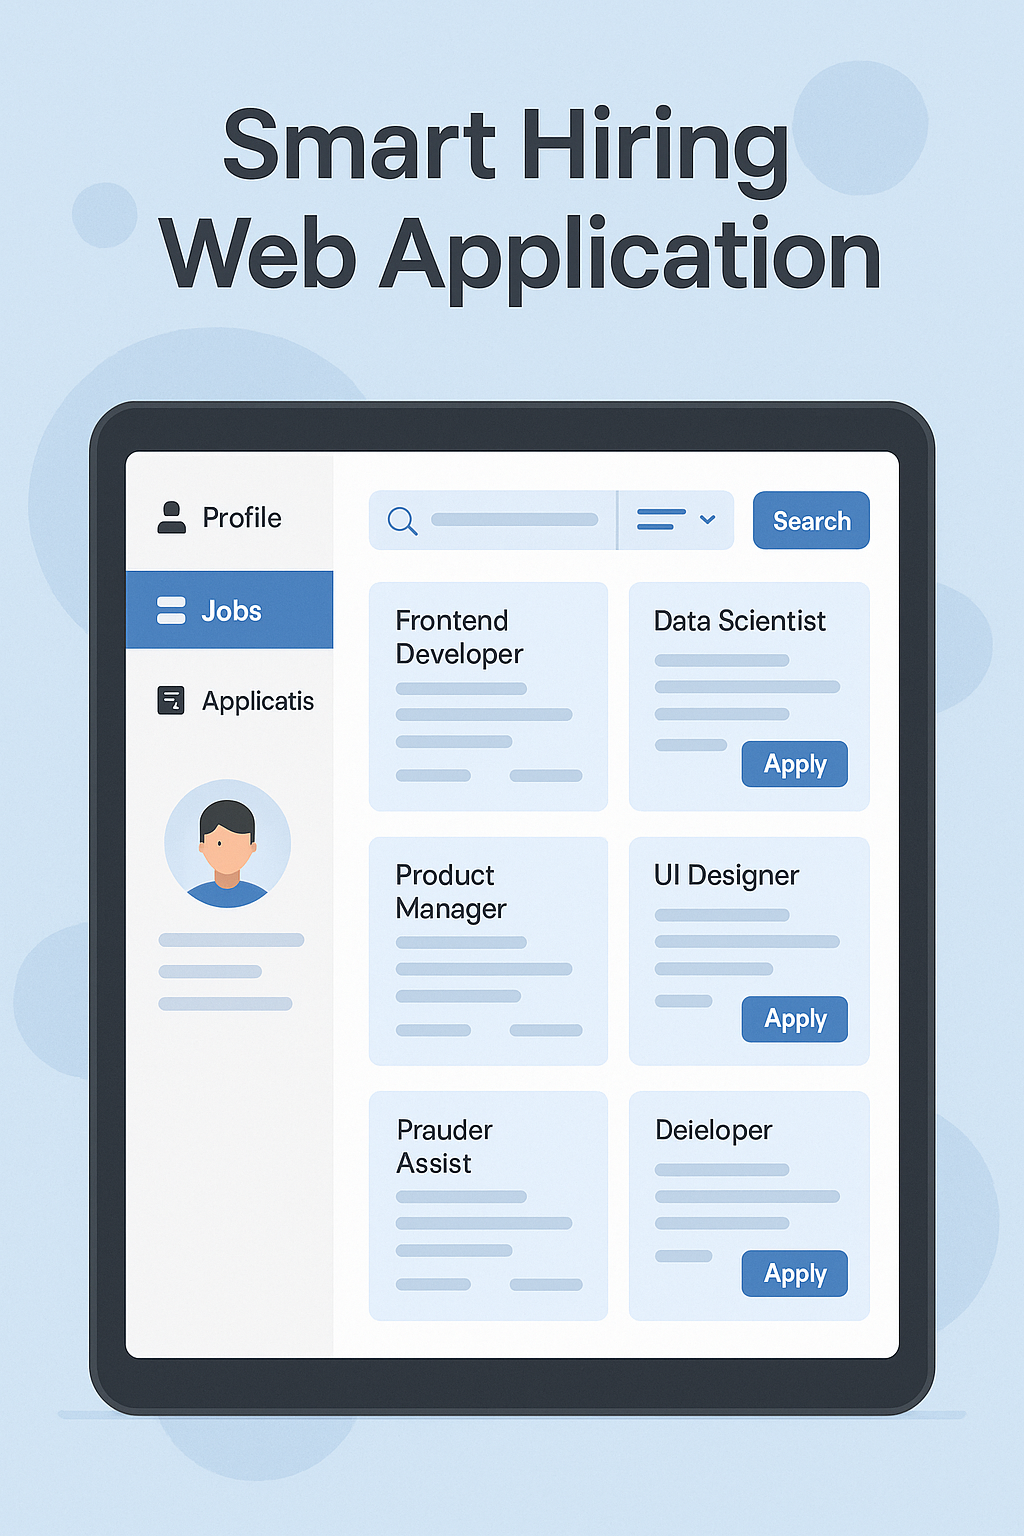 Smart Hiring
Web Application
Profile
Jobs
Applicatis
Search
Frontend
Developer
Data Scientist
Apply
Product
Manager
UI Designer
Apply
Prauder
Assist
Deieloper
Apply